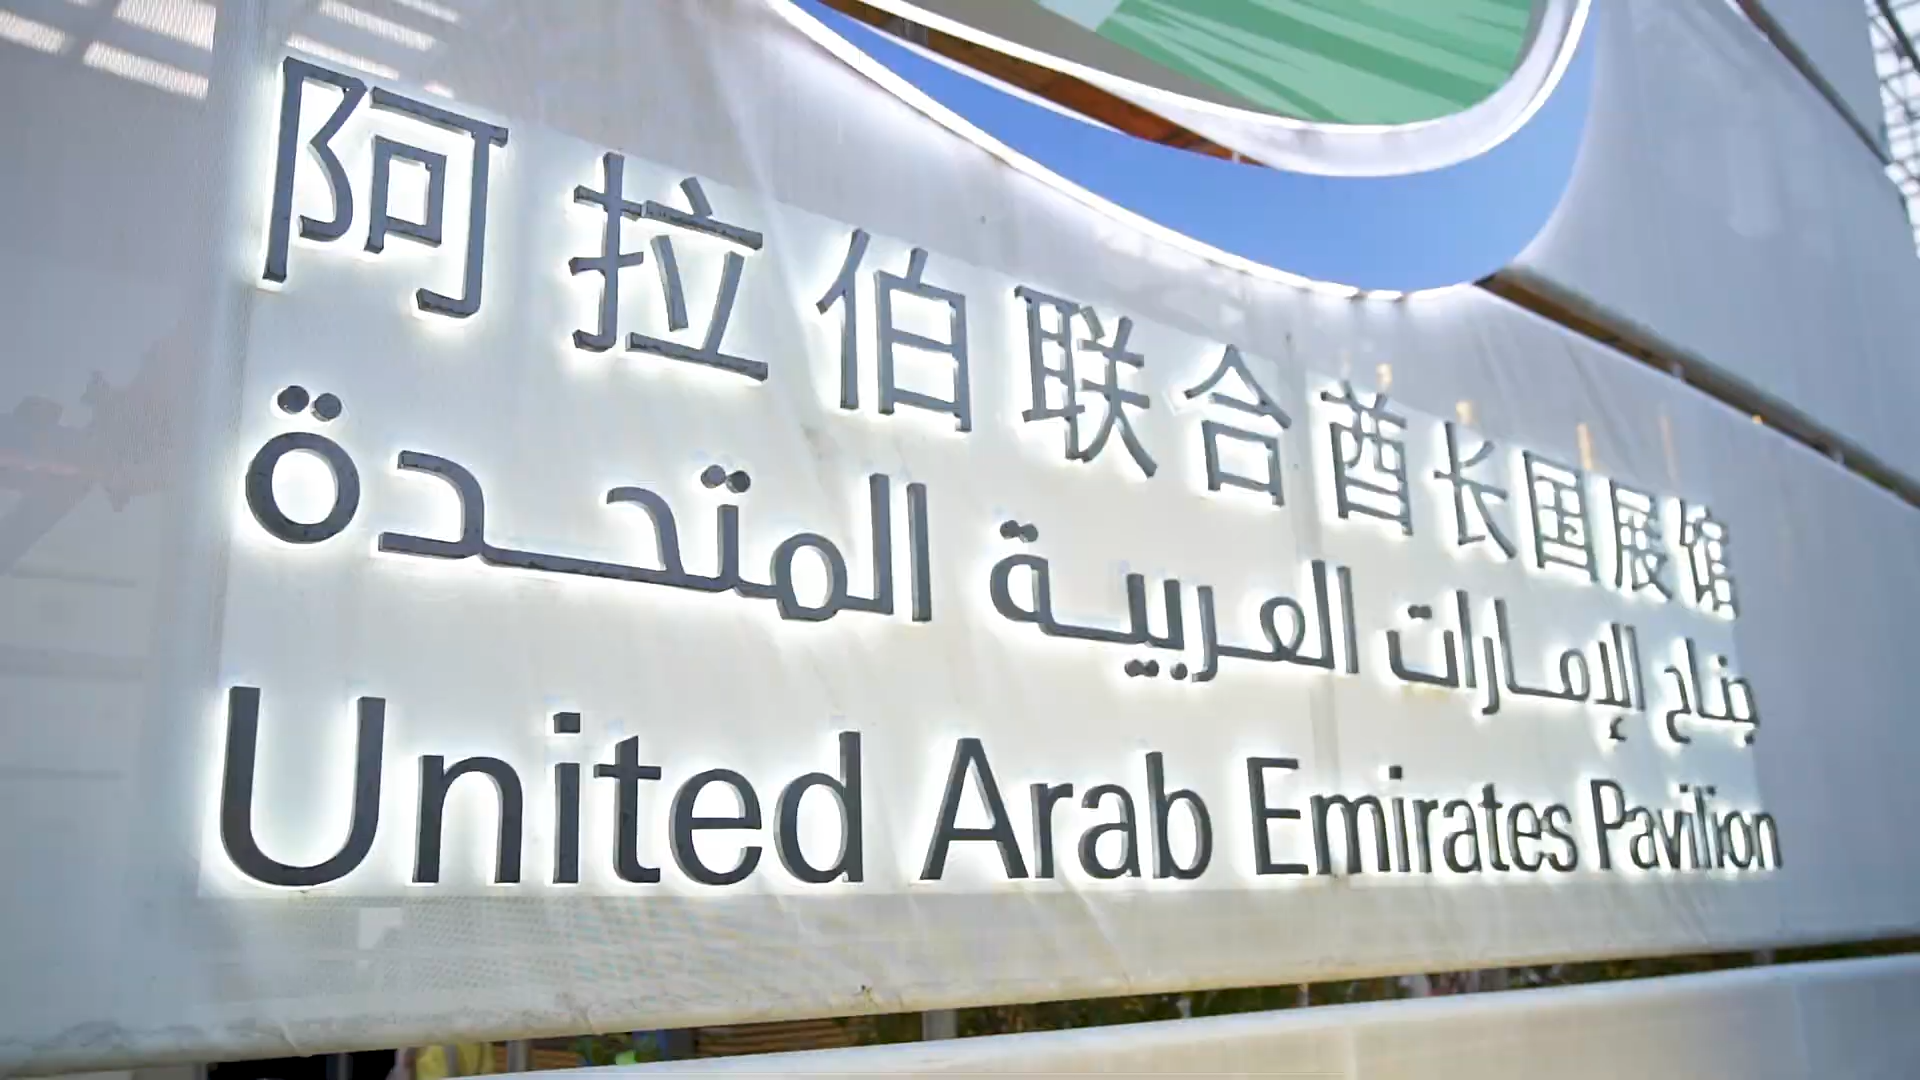 阿拉伯联合酋长国展馆
جناح الإمارات العربية المتحدة
United Arab Emirates Pavilion